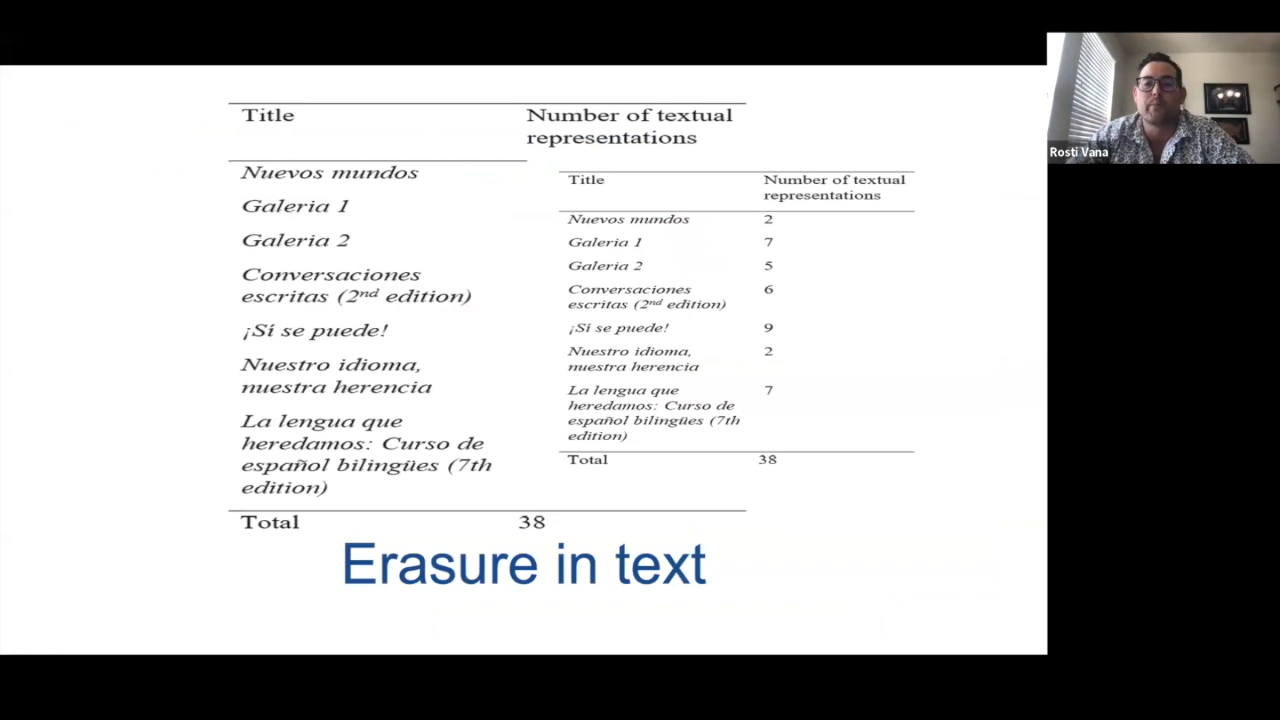 Title Number of textual
representations
Nuevos mundos
Galeria 1
Galeria 2
Conversaciones
escritas (2nd edition)
¡Sí se puede!
Nuestro idioma,
nuestra herencia
La lengua que
heredamos: Curso de
español bilingües (7th
edition)
Total 38
Title Number of textual
representations
Nuevos mundos 2
Galeria 1 7
Galeria 2 5
Conversaciones 6
escritas (2nd edition)
¡Sí se puede! 9
Nuestro idioma, 2
nuestra herencia
La lengua que 7
heredamos: Curso de
español bilingües (7th
edition)
Total 38
Erasure in text
Rosti Vana